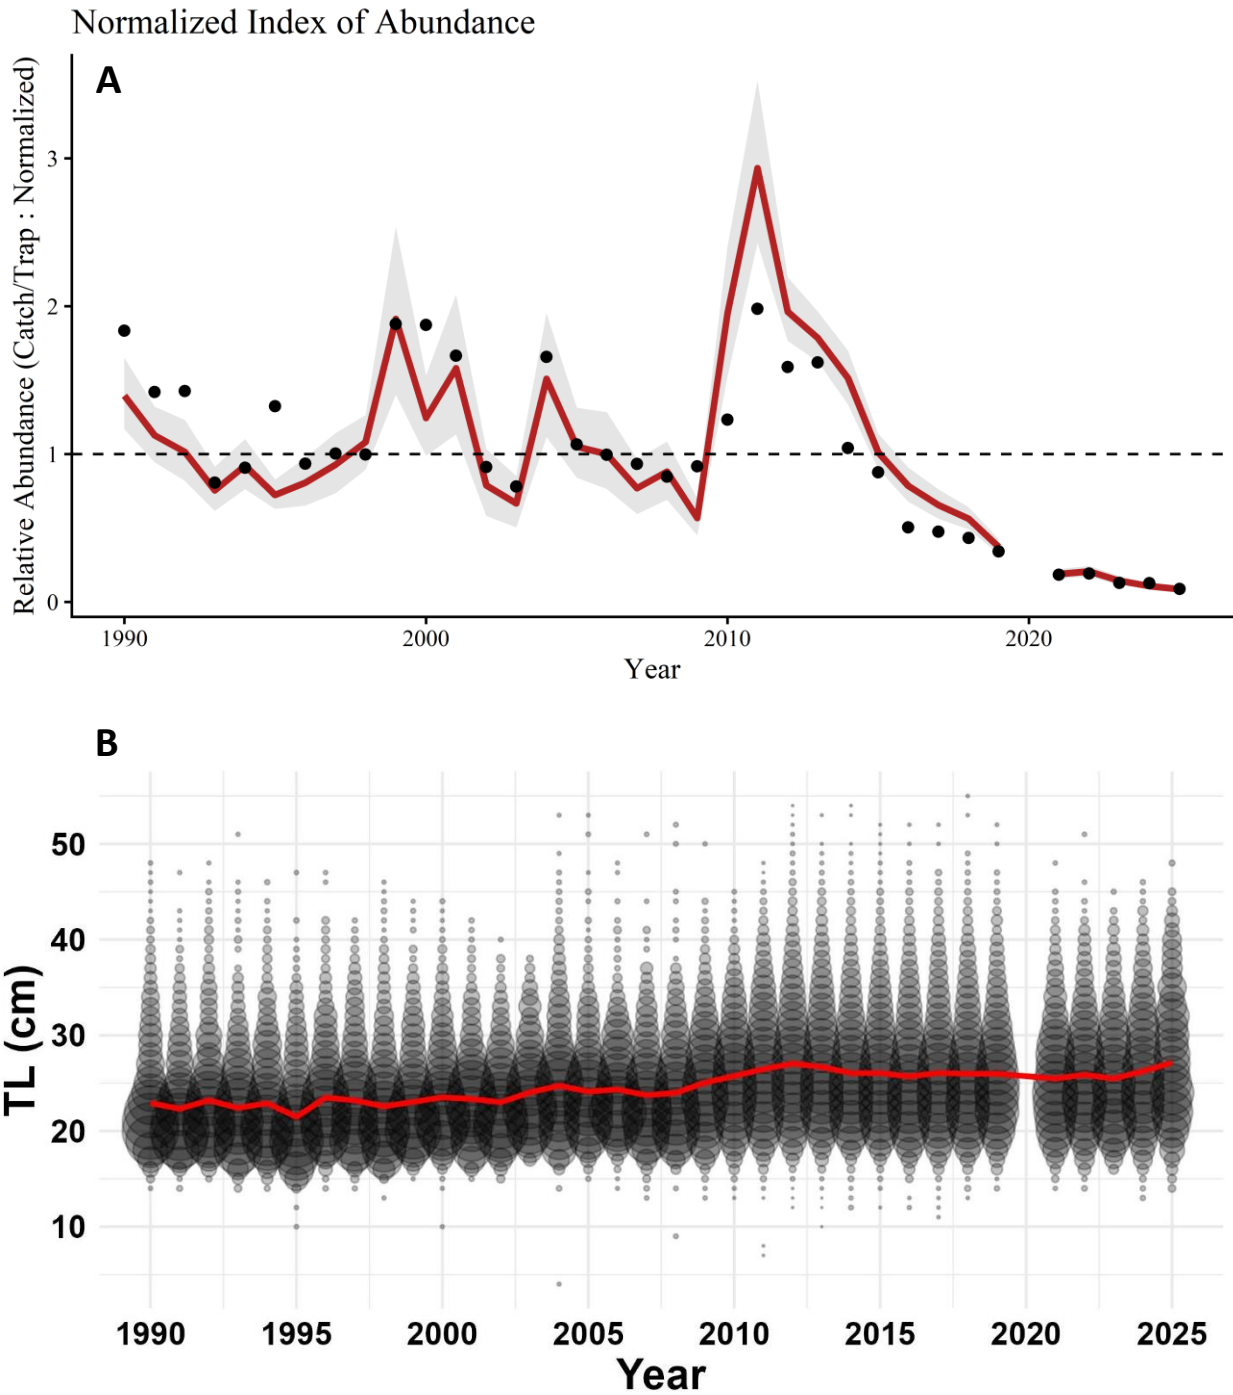 Normalized Index of Abundance
A
Relative Abundance (Catch/Trap : Normalized)
3
2
1
0
1990 2000 2010 2020
Year
B
TL (cm)
50
40
30
20
10
1990 1995 2000 2005 2010 2015 2020 2025
Year